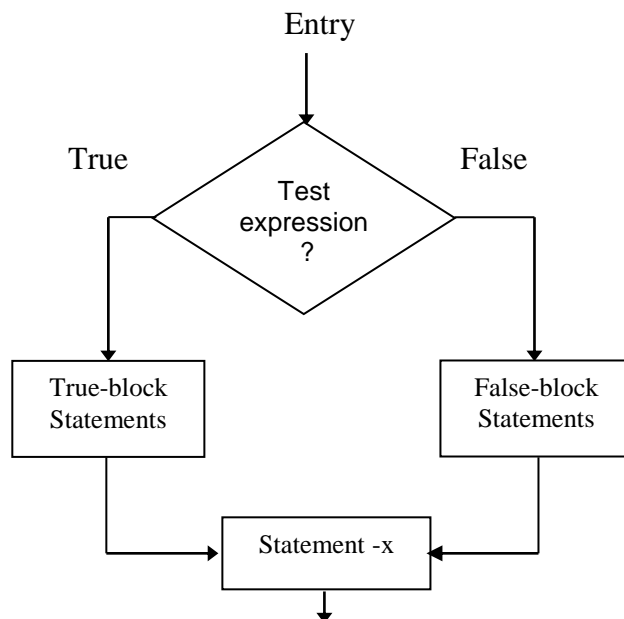 Entry
True
False
Test
expression
?
True-block
Statements
False-block
Statements
Statement -x